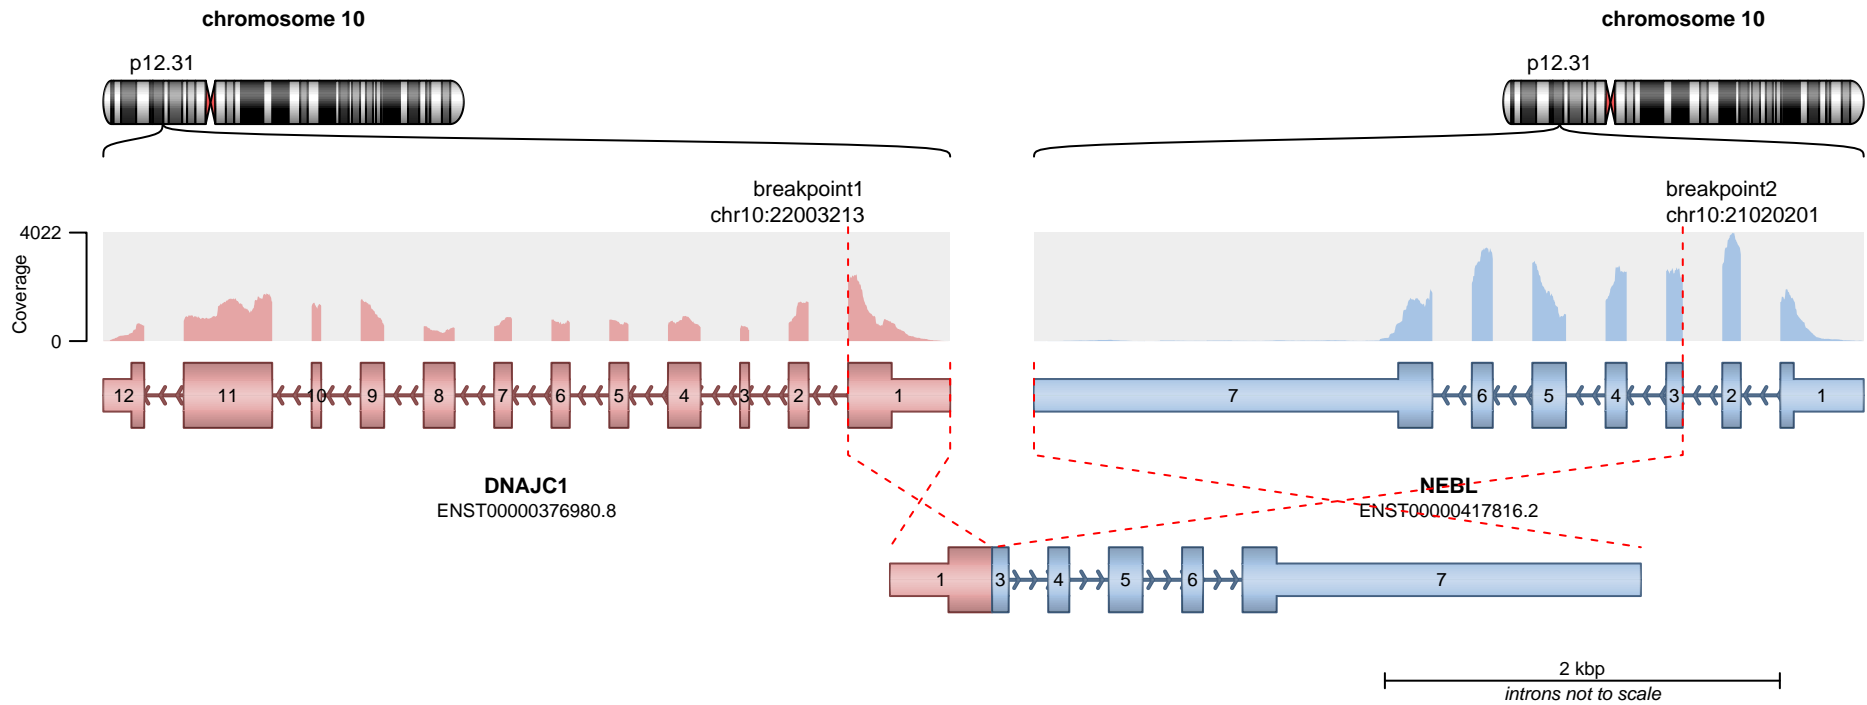 chromosome 10
chromosome 10
p12.31
p12.31
breakpoint1
chr10:22003213
breakpoint2
chr10:21020201
4022
Coverage
0
12 11 10 9 8 7 6 5 4 3 2 1
7 6 5 4 3 2 1
DNAJC1
ENST00000376980.8
NEBL
ENST00000417816.2
1 3 4 5 6 7
2 kbp
introns not to scale